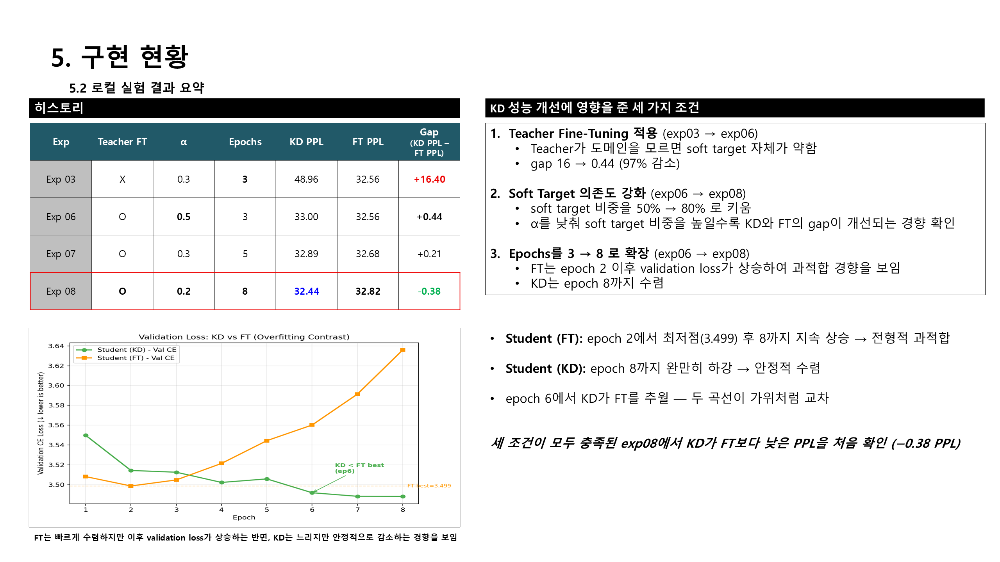 5. 구현 현황
5.2 로컬 실험 결과 요약
히스토리
Exp Teacher FT α Epochs KD PPL FT PPL Gap
(KD PPL –
FT PPL)
Exp 03 X 0.3 3 48.96 32.56 +16.40
Exp 06 O 0.5 3 33.00 32.56 +0.44
Exp 07 O 0.3 5 32.89 32.68 +0.21
Exp 08 O 0.2 8 32.44 32.82 -0.38
Validation Loss: KD vs FT (Overfitting Contrast)
Student (KD) - Val CE
Student (FT) - Val CE
Validation CE Loss (↓ lower is better)
3.64
3.62
3.60
3.58
3.56
3.54
3.52
3.50
KD < FT best
(ep6)
FT best=3.499
1 2 3 4 5 6 7 8
Epoch
FT는 빠르게 수렴하지만 이후 validation loss가 상승하는 반면, KD는 느리지만 안정적으로 감소하는 경향을 보임
KD 성능 개선에 영향을 준 세 가지 조건
1. Teacher Fine-Tuning 적용 (exp03 → exp06)
• Teacher가 도메인을 모르면 soft target 자체가 약함
• gap 16 → 0.44 (97% 감소)
2. Soft Target 의존도 강화 (exp06 → exp08)
• soft target 비중을 50% → 80% 로 키움
• α를 낮춰 soft target 비중을 높일수록 KD와 FT의 gap이 개선되는 경향 확인
3. Epochs를 3 → 8 로 확장 (exp06 → exp08)
• FT는 epoch 2 이후 validation loss가 상승하여 과적합 경향을 보임
• KD는 epoch 8까지 수렴
• Student (FT): epoch 2에서 최저점(3.499) 후 8까지 지속 상승 → 전형적 과적합
• Student (KD): epoch 8까지 완만히 하강 → 안정적 수렴
• epoch 6에서 KD가 FT를 추월 — 두 곡선이 가위처럼 교차
세 조건이 모두 충족된 exp08에서 KD가 FT보다 낮은 PPL을 처음 확인 (–0.38 PPL)